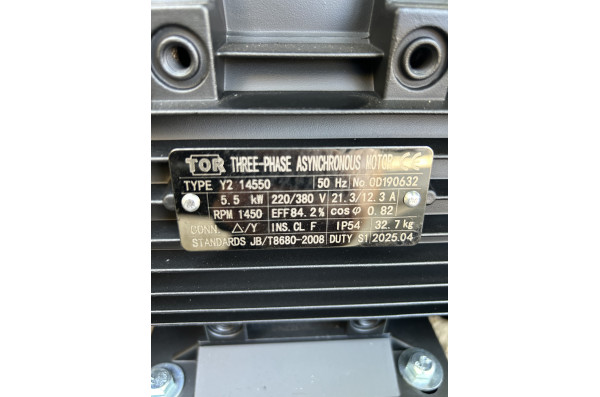 TOR THREE-PHASE ASYNCHRONOUS MOTOR CE
TYPE Y2 14550 50 Hz No OD190632
5.5 kW 220/380 V 21.3/12.3 A
RPM 1450 EFF 84.2% cosφ 0.82
CONN. △/Y INS.CL F IP54 32.7 kg
STANDARDS JB/T8680-2008 DUTY S1 2025.04